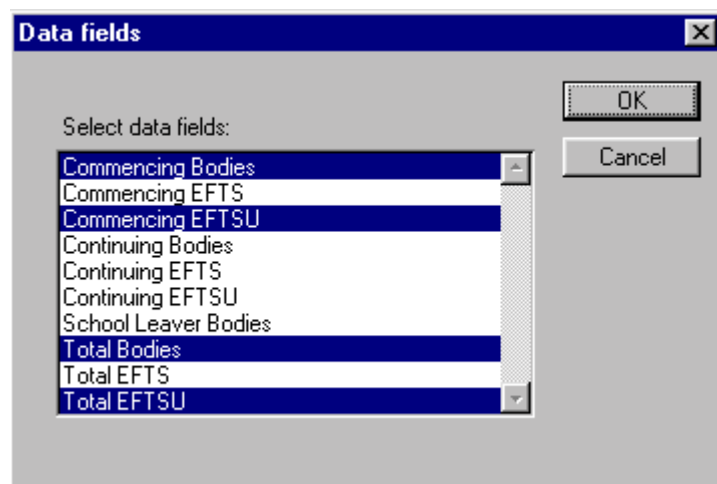 Data fields
OK
Select data fields:
Cancel
Commencing Bodies
Commencing EFTS
Commencing EFTSU
Continuing Bodies
Continuing EFTS
Continuing EFTSU
School Leaver Bodies
Total Bodies
Total EFTS
Total EFTSU